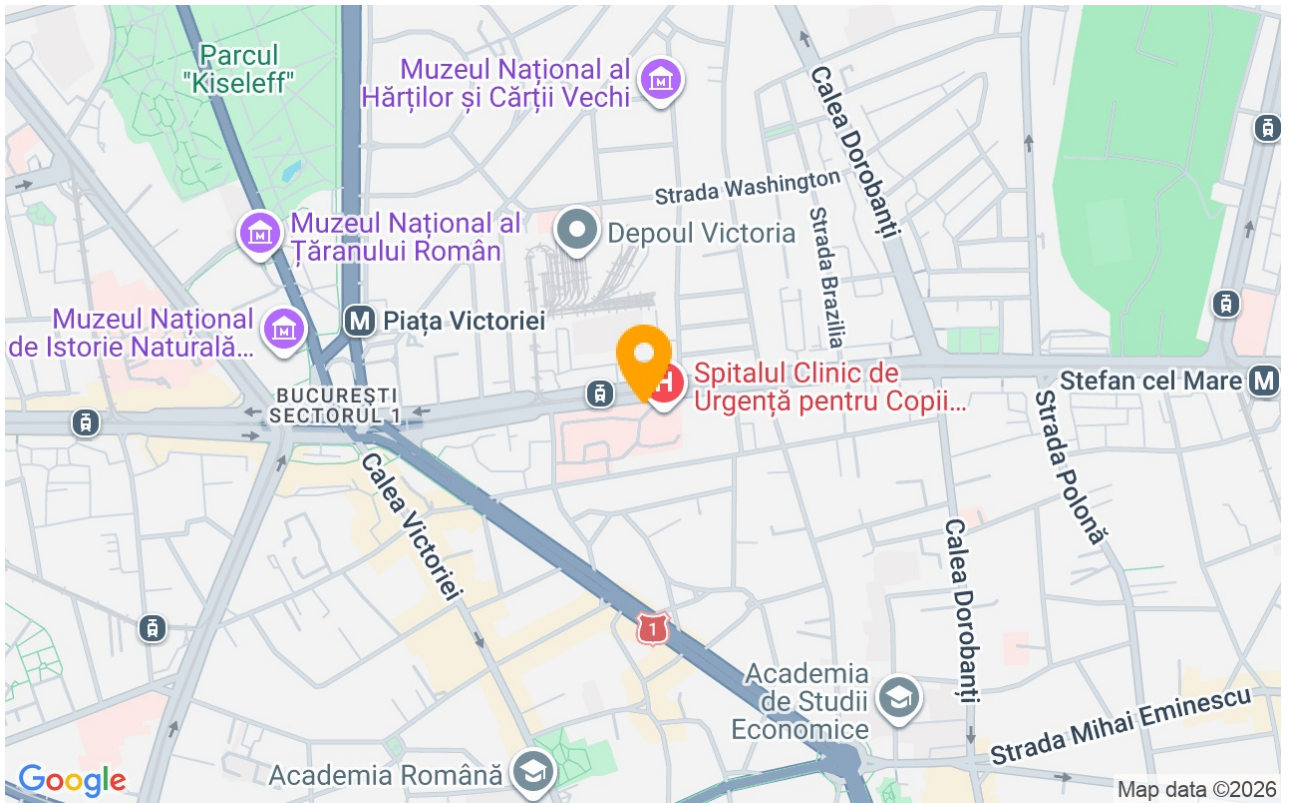 Parcul
"Kiseleff"
Muzeul Național al
Hărților și Cărții Vechi
M
Calea Dorobanți
Strada Washington
Muzeul Național al
Țăranului Român
M
Depoul Victoria
Strada Brazilia
Muzeul Național
de Istorie Naturală...
M
M Piața Victoriei
BUCUREȘTI
SECTORUL 1
H
Spitalul Clinic de
Urgență pentru Copii...
Stefan cel Mare M
Strada Polonă
Calea Victoriei
Calea Dorobanți
1
Academia
de Studii
Economice
Strada Mihai Eminescu
Academia Română
Google
Map data ©2026